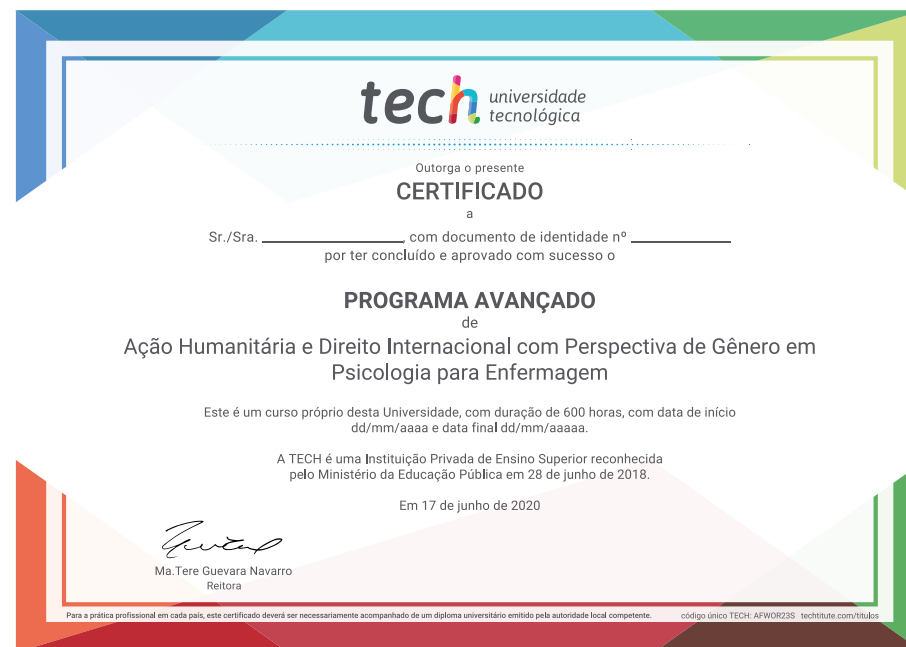 tech universidade
tecnológica
Outorga o presente
CERTIFICADO
a
Sr./Sra. , com documento de identidade nº
por ter concluído e aprovado com sucesso o
PROGRAMA AVANÇADO
de
Ação Humanitária e Direito Internacional com Perspectiva de Gênero em
Psicologia para Enfermagem
Este é um curso próprio desta Universidade, com duração de 600 horas, com data de início
dd/mm/aaaa e data final dd/mm/aaaaa.
A TECH é uma Instituição Privada de Ensino Superior reconhecida
pelo Ministério da Educação Pública em 28 de junho de 2018.
Em 17 de junho de 2020
Ma.Tere Guevara Navarro
Reitora
Para a prática profissional em cada país, este certificado deverá ser necessariamente acompanhado de um diploma universitário emitido pela autoridade local competente. código único TECH: AFWOR23S techtitute.com/titulos